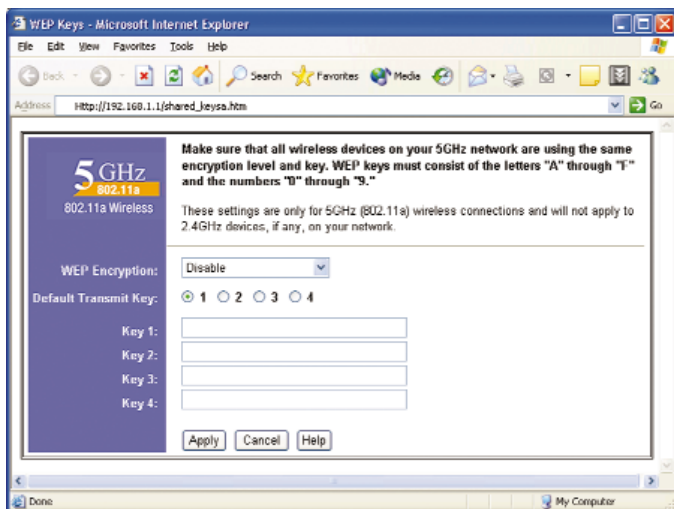 WEP Keys - Microsoft Internet Explorer
File Edit View Favorites Tools Help
Back Search Favorites Media
Address Http://192.168.1.1/shared_keysa.htm Go
5 GHz
802.11a
802.11a Wireless
Make sure that all wireless devices on your 5GHz network are using the same
encryption level and key. WEP keys must consist of the letters "A" through "F"
and the numbers "0" through "9."
These settings are only for 5GHz (802.11a) wireless connections and will not apply to
2.4GHz devices, if any, on your network.
WEP Encryption: Disable
Default Transmit Key: 1 2 3 4
Key 1:
Key 2:
Key 3:
Key 4:
Apply Cancel Help
Done My Computer